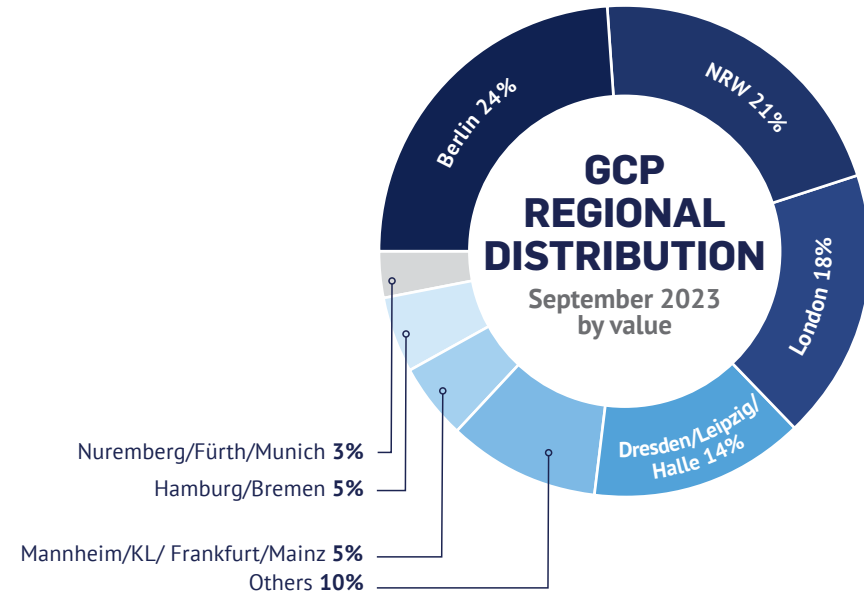 Berlin 24%
NRW 21%
GCP
REGIONAL
DISTRIBUTION
September 2023
by value
London 18%
Dresden/Leipzig/
Halle 14%
Nuremberg/Fürth/Munich 3%
Hamburg/Bremen 5%
Mannheim/KL/ Frankfurt/Mainz 5%
Others 10%